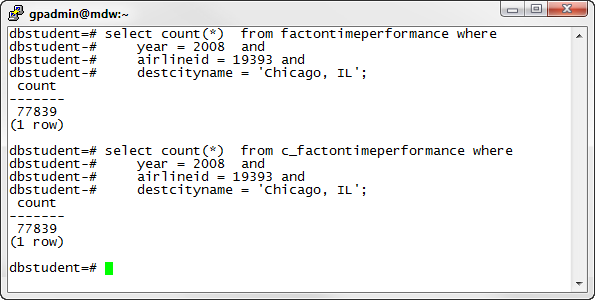 gpadmin@mdw:~
dbstudent=# select count(*)  from factontimeperformance where
dbstudent-#     year = 2008  and
dbstudent-#     airlineid = 19393 and
dbstudent-#     destcityname = 'Chicago, IL';
 count
-------
 77839
(1 row)

dbstudent=# select count(*)  from c_factontimeperformance where
dbstudent-#     year = 2008  and
dbstudent-#     airlineid = 19393 and
dbstudent-#     destcityname = 'Chicago, IL';
 count
-------
 77839
(1 row)

dbstudent=#